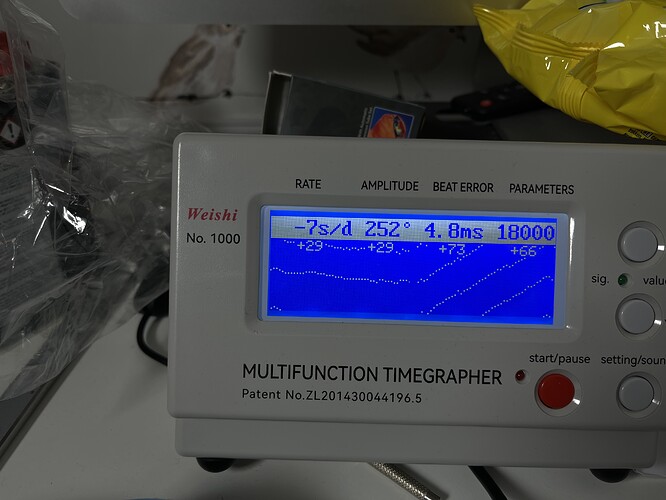 RATE AMPLITUDE BEAT ERROR PARAMETERS
Weishi
No. 1000
-7s/d 252° 4.8ms 18000
+29 +29 +73 +66
sig. value
start/pause setting/soun
MULTIFUNCTION TIMEGRAPHER
Patent No.ZL201430044196.5